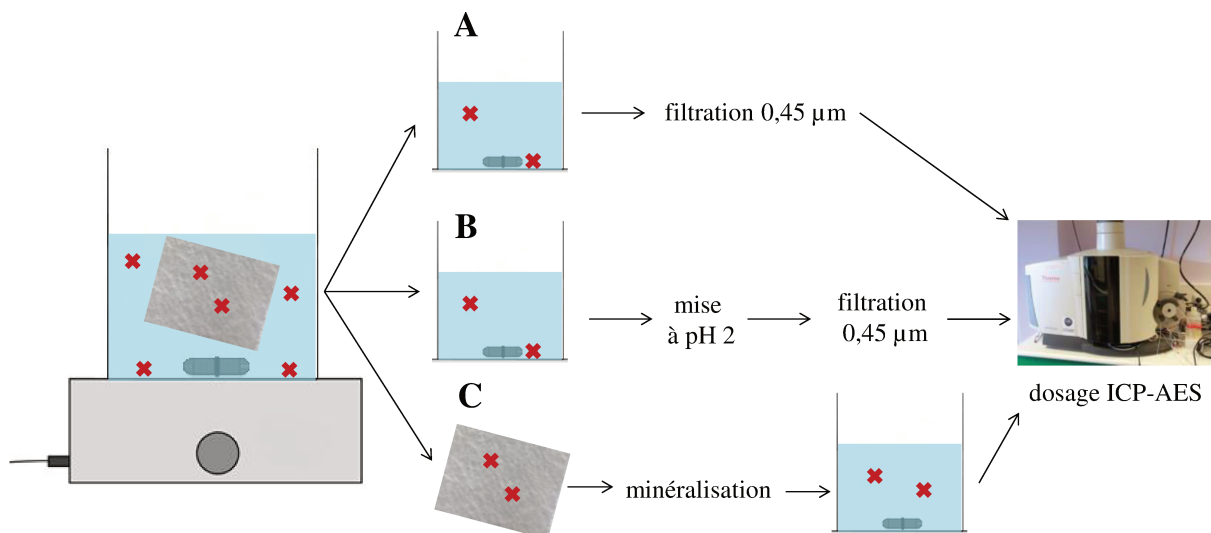 A
filtration 0,45 µm
B
mise
à pH 2
filtration
0,45 µm
dosage ICP-AES
C
minéralisation